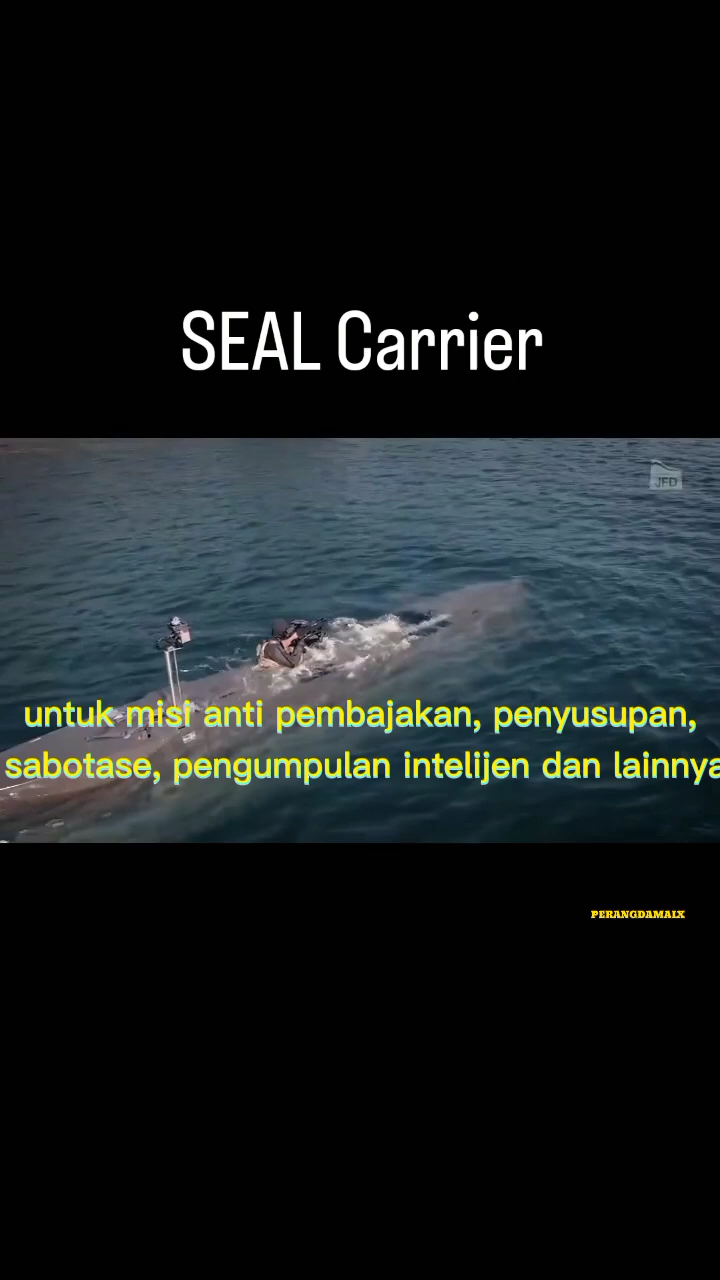 SEAL Carrier
JFD
untuk misi anti pembajakan, penyusupan,
sabotase, pengumpulan intelijen dan lainnya
PERANGDAMAIX